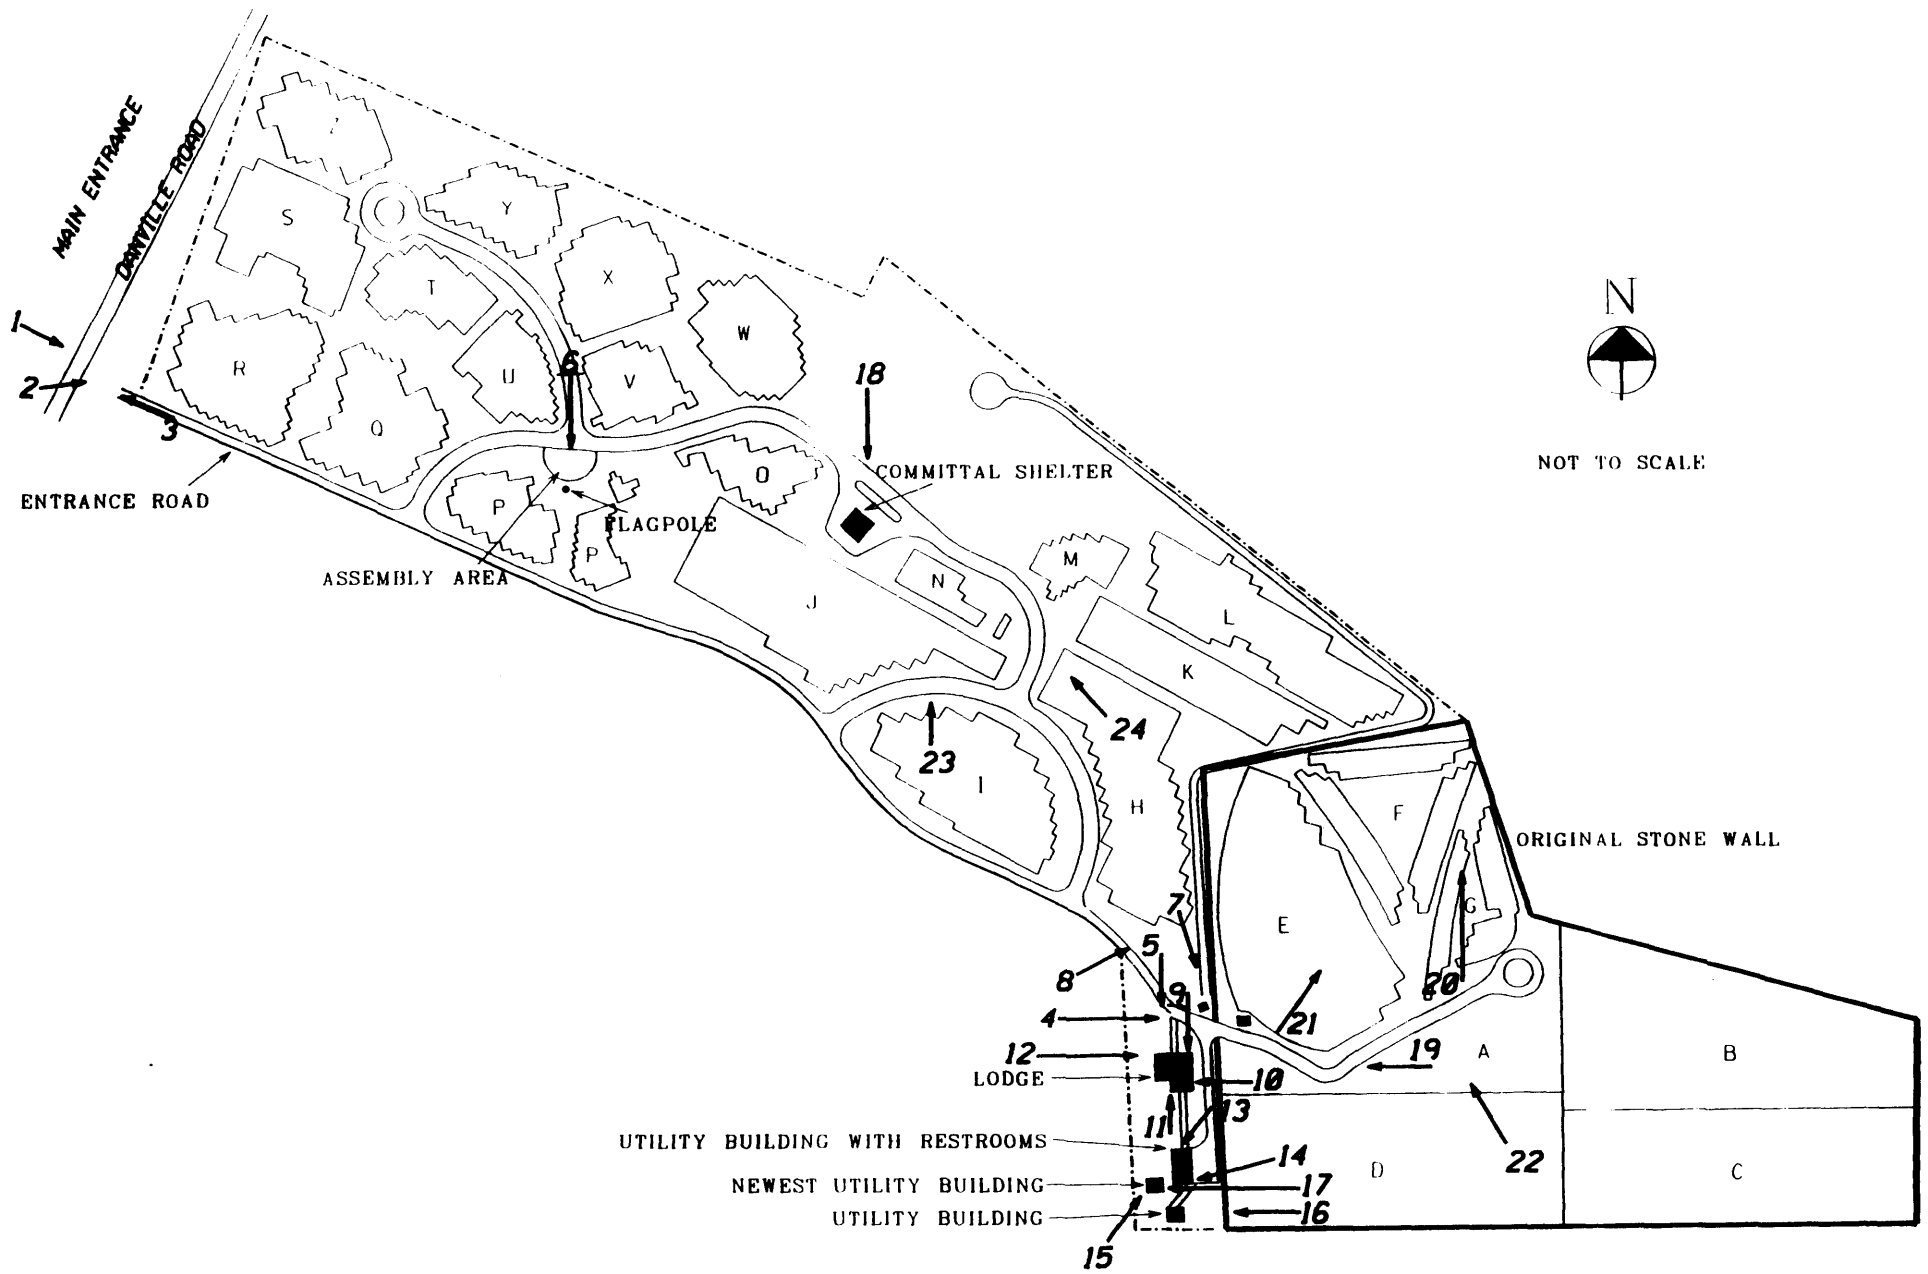 MAIN ENTRANCE
DANVILLE ROAD
S
Y
X
T
W
R
U
V
Q
1
2
3
6
18
N
NOT TO SCALE
ENTRANCE ROAD
COMMITTAL SHELTER
O
P
FLAGPOLE
P
ASSEMBLY AREA
M
N
J
L
K
24
23
I
H
F
ORIGINAL STONE WALL
E
G
7
5
8
9
20
4
21
12
19
A
B
LODGE
10
11
13
UTILITY BUILDING WITH RESTROOMS
14
D
22
C
NEWEST UTILITY BUILDING
17
UTILITY BUILDING
16
15